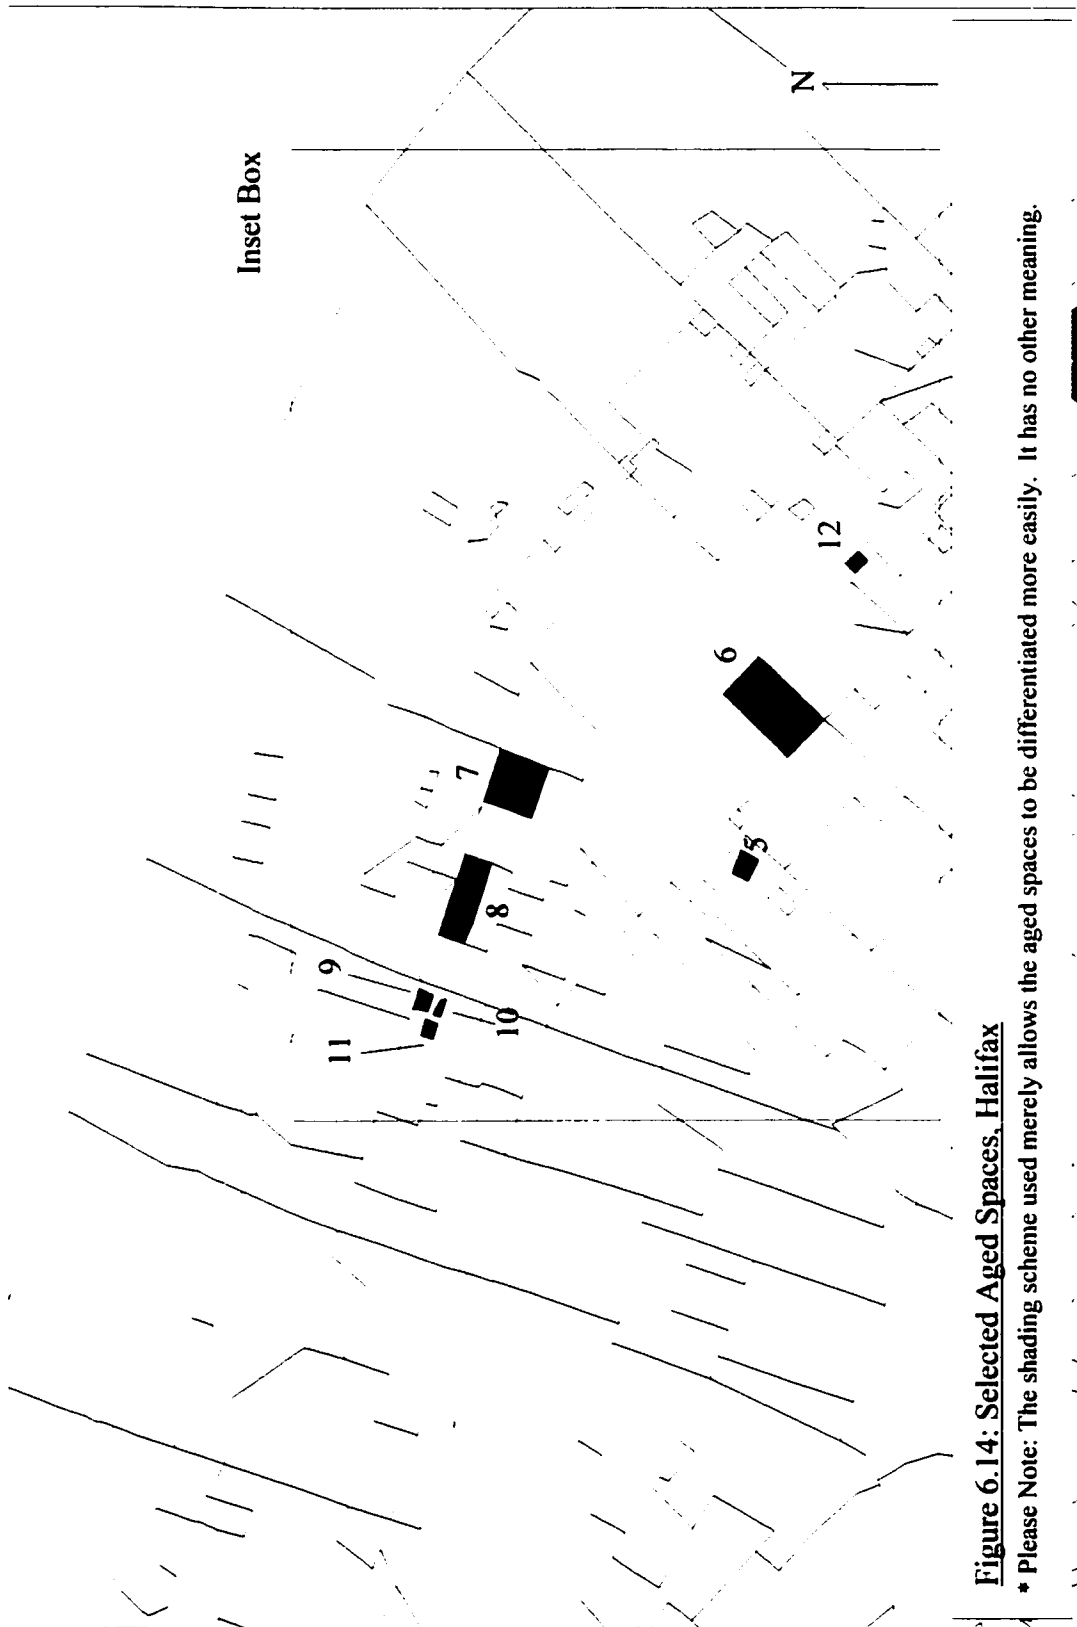 Inset Box
N
12
6
7
5
8
9
10
11
Figure 6.14: Selected Aged Spaces, Halifax
* Please Note: The shading scheme used merely allows the aged spaces to be differentiated more easily. It has no other meaning.